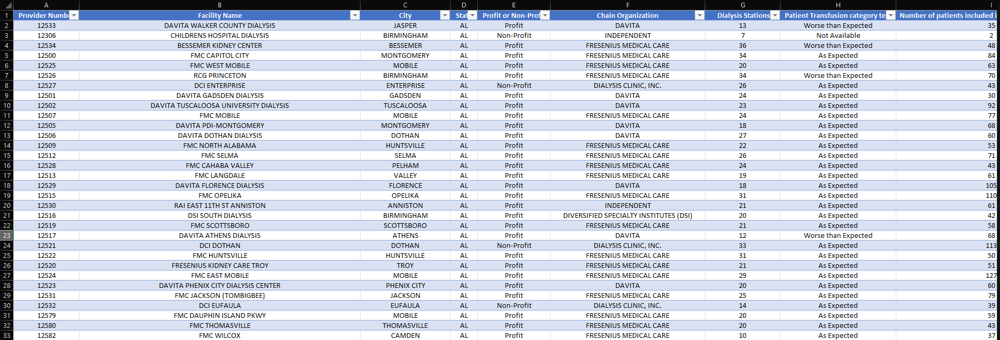 A B C D E F G H I
1 Provider Numb Facility Name City Stat Profit or Non-Prof Chain Organization Dialysis Stations Patient Transfusion category te Number of patients included i
2 12533 DAVITA WALKER COUNTY DIALYSIS JASPER AL Profit DAVITA 13 Worse than Expected 35
3 12306 CHILDRENS HOSPITAL DIALYSIS BIRMINGHAM AL Non-Profit INDEPENDENT 7 Not Available 2
4 12534 BESSEMER KIDNEY CENTER BESSEMER AL Profit FRESENIUS MEDICAL CARE 36 Worse than Expected 48
5 12500 FMC CAPITOL CITY MONTGOMERY AL Profit FRESENIUS MEDICAL CARE 34 As Expected 84
6 12525 FMC WEST MOBILE MOBILE AL Profit FRESENIUS MEDICAL CARE 20 As Expected 63
7 12526 RCG PRINCETON BIRMINGHAM AL Profit FRESENIUS MEDICAL CARE 34 Worse than Expected 70
8 12527 DCI ENTERPRISE ENTERPRISE AL Non-Profit DIALYSIS CLINIC, INC. 26 As Expected 43
9 12501 DAVITA GADSDEN DIALYSIS GADSDEN AL Profit DAVITA 24 As Expected 30
10 12502 DAVITA TUSCALOOSA UNIVERSITY DIALYSIS TUSCALOOSA AL Profit DAVITA 23 As Expected 92
11 12507 FMC MOBILE MOBILE AL Profit FRESENIUS MEDICAL CARE 24 As Expected 77
12 12505 DAVITA PDI-MONTGOMERY MONTGOMERY AL Profit DAVITA 18 As Expected 68
13 12506 DAVITA DOTHAN DIALYSIS DOTHAN AL Profit DAVITA 27 As Expected 60
14 12509 FMC NORTH ALABAMA HUNTSVILLE AL Profit FRESENIUS MEDICAL CARE 22 As Expected 53
15 12512 FMC SELMA SELMA AL Profit FRESENIUS MEDICAL CARE 26 As Expected 71
16 12528 FMC CAHABA VALLEY PELHAM AL Profit FRESENIUS MEDICAL CARE 24 As Expected 43
17 12513 FMC LANGDALE VALLEY AL Profit FRESENIUS MEDICAL CARE 19 As Expected 61
18 12529 DAVITA FLORENCE DIALYSIS FLORENCE AL Profit DAVITA 18 As Expected 105
19 12515 FMC OPELIKA OPELIKA AL Profit FRESENIUS MEDICAL CARE 31 As Expected 110
20 12530 RAI EAST 11TH ST ANNISTON ANNISTON AL Profit INDEPENDENT 21 As Expected 61
21 12516 DSI SOUTH DIALYSIS BIRMINGHAM AL Profit DIVERSIFIED SPECIALTY INSTITUTES (DSI) 20 As Expected 42
22 12519 FMC SCOTTSBORO SCOTTSBORO AL Profit FRESENIUS MEDICAL CARE 21 As Expected 58
23 12517 DAVITA ATHENS DIALYSIS ATHENS AL Profit DAVITA 12 Worse than Expected 68
24 12521 DCI DOTHAN DOTHAN AL Non-Profit DIALYSIS CLINIC, INC. 33 As Expected 113
25 12522 FMC HUNTSVILLE HUNTSVILLE AL Profit FRESENIUS MEDICAL CARE 31 As Expected 50
26 12520 FRESENIUS KIDNEY CARE TROY TROY AL Profit FRESENIUS MEDICAL CARE 21 As Expected 51
27 12524 FMC EAST MOBILE MOBILE AL Profit FRESENIUS MEDICAL CARE 29 As Expected 127
28 12523 DAVITA PHENIX CITY DIALYSIS CENTER PHENIX CITY AL Profit DAVITA 20 As Expected 60
29 12531 FMC JACKSON (TOMBIGBEE) JACKSON AL Profit FRESENIUS MEDICAL CARE 25 As Expected 79
30 12532 DCI EUFAULA EUFAULA AL Non-Profit DIALYSIS CLINIC, INC. 14 As Expected 39
31 12579 FMC DAUPHIN ISLAND PKWY MOBILE AL Profit FRESENIUS MEDICAL CARE 20 As Expected 59
32 12580 FMC THOMASVILLE THOMASVILLE AL Profit FRESENIUS MEDICAL CARE 20 As Expected 43
33 12582 FMC WILCOX CAMDEN AL Profit FRESENIUS MEDICAL CARE 10 As Expected 37